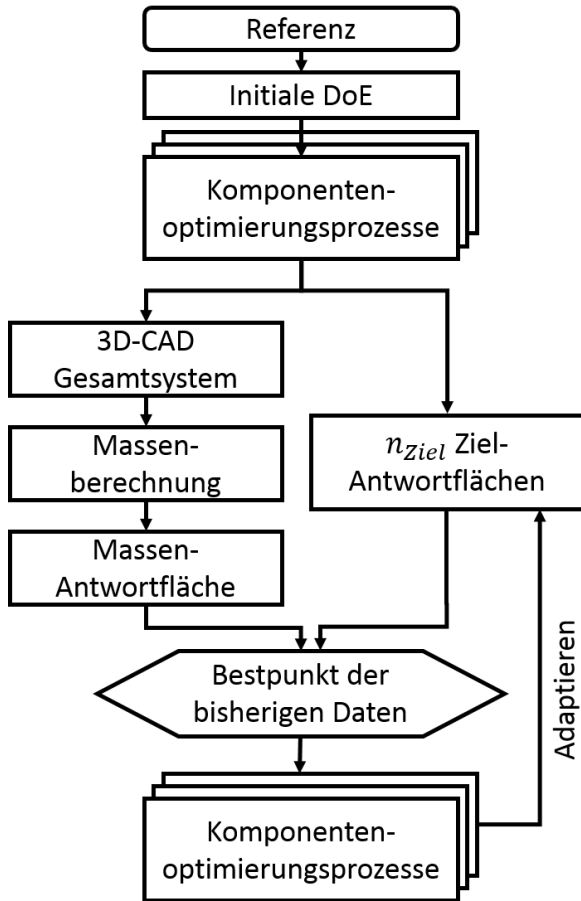 Referenz
Initiale DoE
Komponenten-
optimierungsprozesse
3D-CAD
Gesamtsystem
Massen-
berechnung
Massen-
Antwortfläche
n_Ziel Ziel-
Antwortflächen
Bestpunkt der
bisherigen Daten
Adaptieren
Komponenten-
optimierungsprozesse